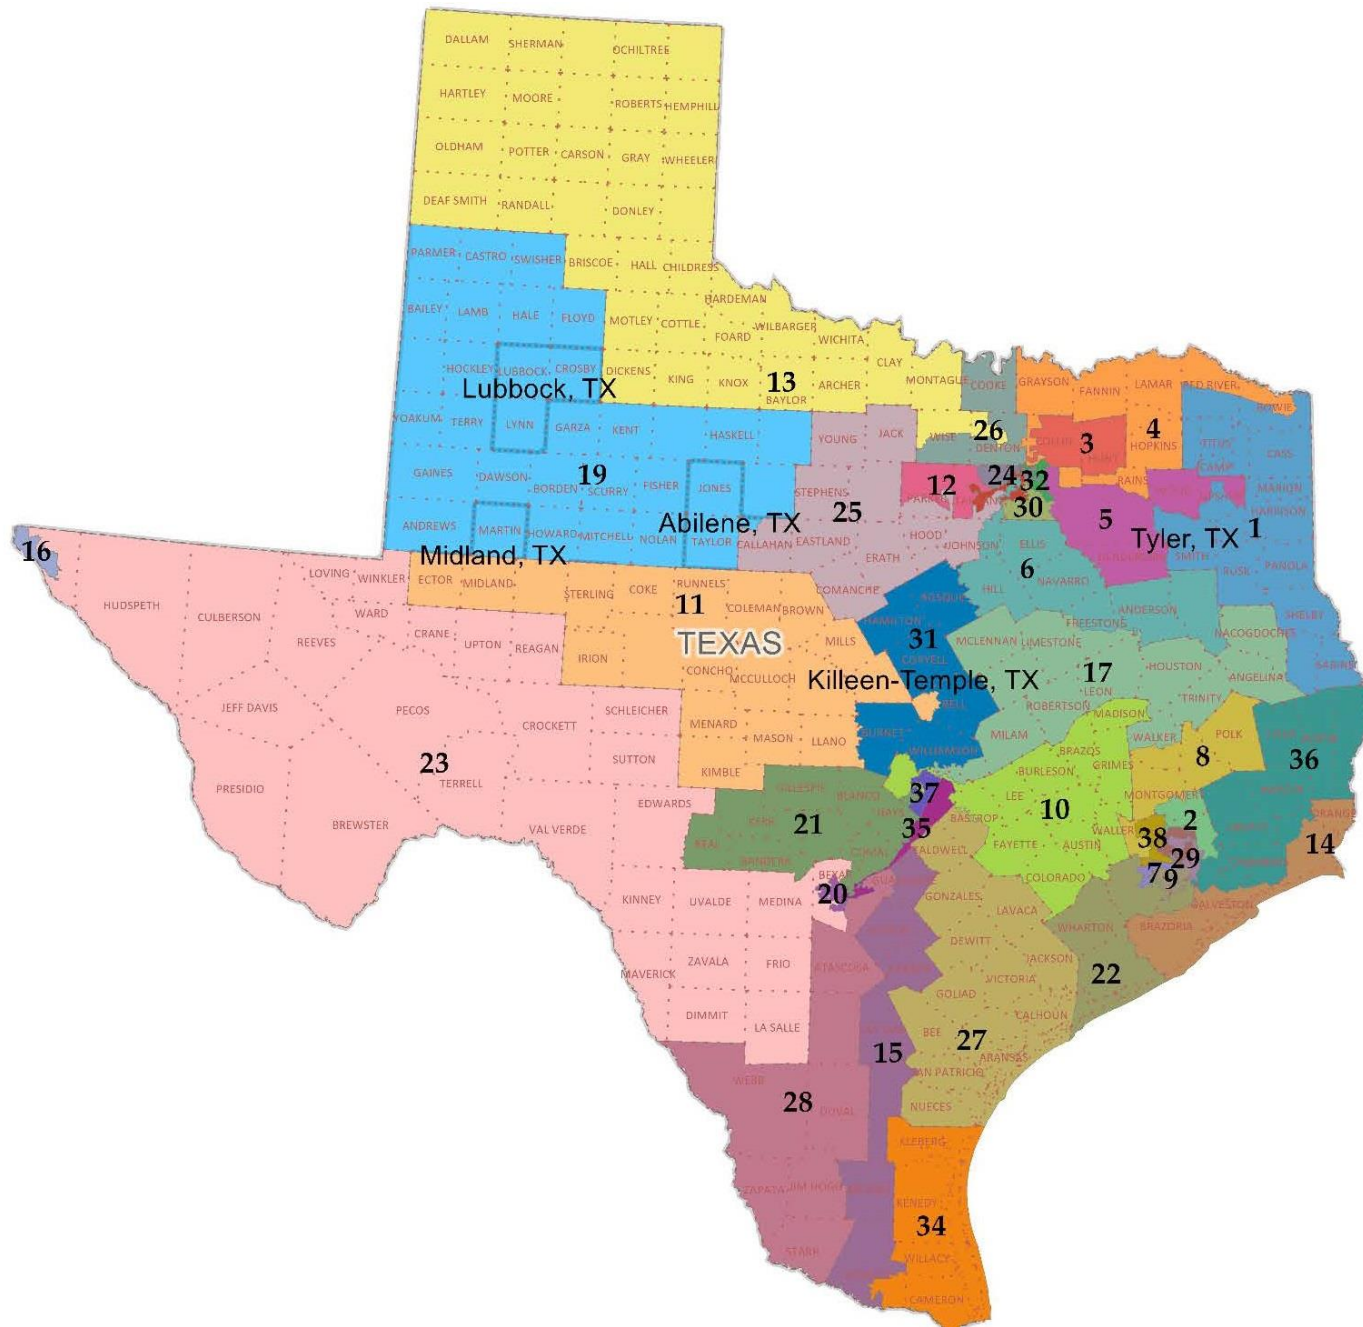 DALLAM SHERMAN OCHILTREE
HARTLEY MOORE ROBERTS HEMPHILL
OLDHAM POTTER CARSON GRAY WHEELER
DEAF SMITH RANDALL DONLEY
PARMER CASTRO SWISHER BRISCOE HALL CHILDRESS
HARDEMAN
BAILEY LAMB HALE FLOYD MOTLEY COTTLE FOARD WILBARGER WICHITA
CLAY
HOCKLEY LUBBOCK CROSBY DICKENS KING KNOX 13 ARCHER MONTAGUE COOKE GRAYSON FANNIN LAMAR RED RIVER
Lubbock, TX
BAYLOR BOWIE
YOAKUM TERRY LYNN GARZA KENT HASKELL YOUNG JACK WISE 26 DENTON COLLIN 3 HUNT 4 HOPKINS TITUS CASS
GAINES DAWSON 19 BORDEN SCURRY FISHER JONES STEPHENS 25 12 PARKER 24 32 30 RAINS CAMP MARION
HARRISON
ANDREWS MARTIN HOWARD MITCHELL NOLAN TAYLOR CALLAHAN EASTLAND ERATH HOOD JOHNSON ELLIS 5 SMITH 1
Abilene, TX
Tyler, TX
Midland, TX
16 HUDSPETH CULBERSON LOVING WINKLER ECTOR MIDLAND STERLING COKE RUNNELS COLEMAN BROWN COMANCHE HILL 6 NAVARRO RUSK PANOLA
WARD 11 BOSQUE ANDERSON SHELBY
REEVES CRANE UPTON REAGAN IRION TEXAS MILLS HAMILTON 31 MCLENNAN LIMESTONE FREESTONE NACOGDOCHES
CONCHO MCCULLOCH CORYELL 17 HOUSTON ANGELINA SABINE
Killeen-Temple, TX
JEFF DAVIS PECOS CROCKETT SCHLEICHER MENARD MASON LLANO BURNET BELL ROBERTSON LEON MADISON TRINITY
PRESIDIO 23 TERRELL SUTTON KIMBLE WILLIAMSON MILAM BRAZOS WALKER 8 POLK 36
BREWSTER VAL VERDE EDWARDS GILLESPIE BLANCO 37 LEE BURLESON GRIMES MONTGOMERY ORANGE
KERR 21 HAYS 35 BASTROP 10 WALLER 38 2 14
REAL BANDERA COMAL CALDWELL FAYETTE AUSTIN 7 29 9
KINNEY UVALDE MEDINA BEXAR 20 GONZALES COLORADO GALVESTON
LAVACA WHARTON BRAZORIA
MAVERICK ZAVALA FRIO ATASCOSA DEWITT JACKSON 22
VICTORIA
DIMMIT LA SALLE GOLIAD CALHOUN
15 BEE 27 ARANSAS
WEBB 28 DUVAL SAN PATRICIO
NUECES
KLEBERG
ZAPATA JIM HOGG KENEDY
34
STARR WILLACY
CAMERON